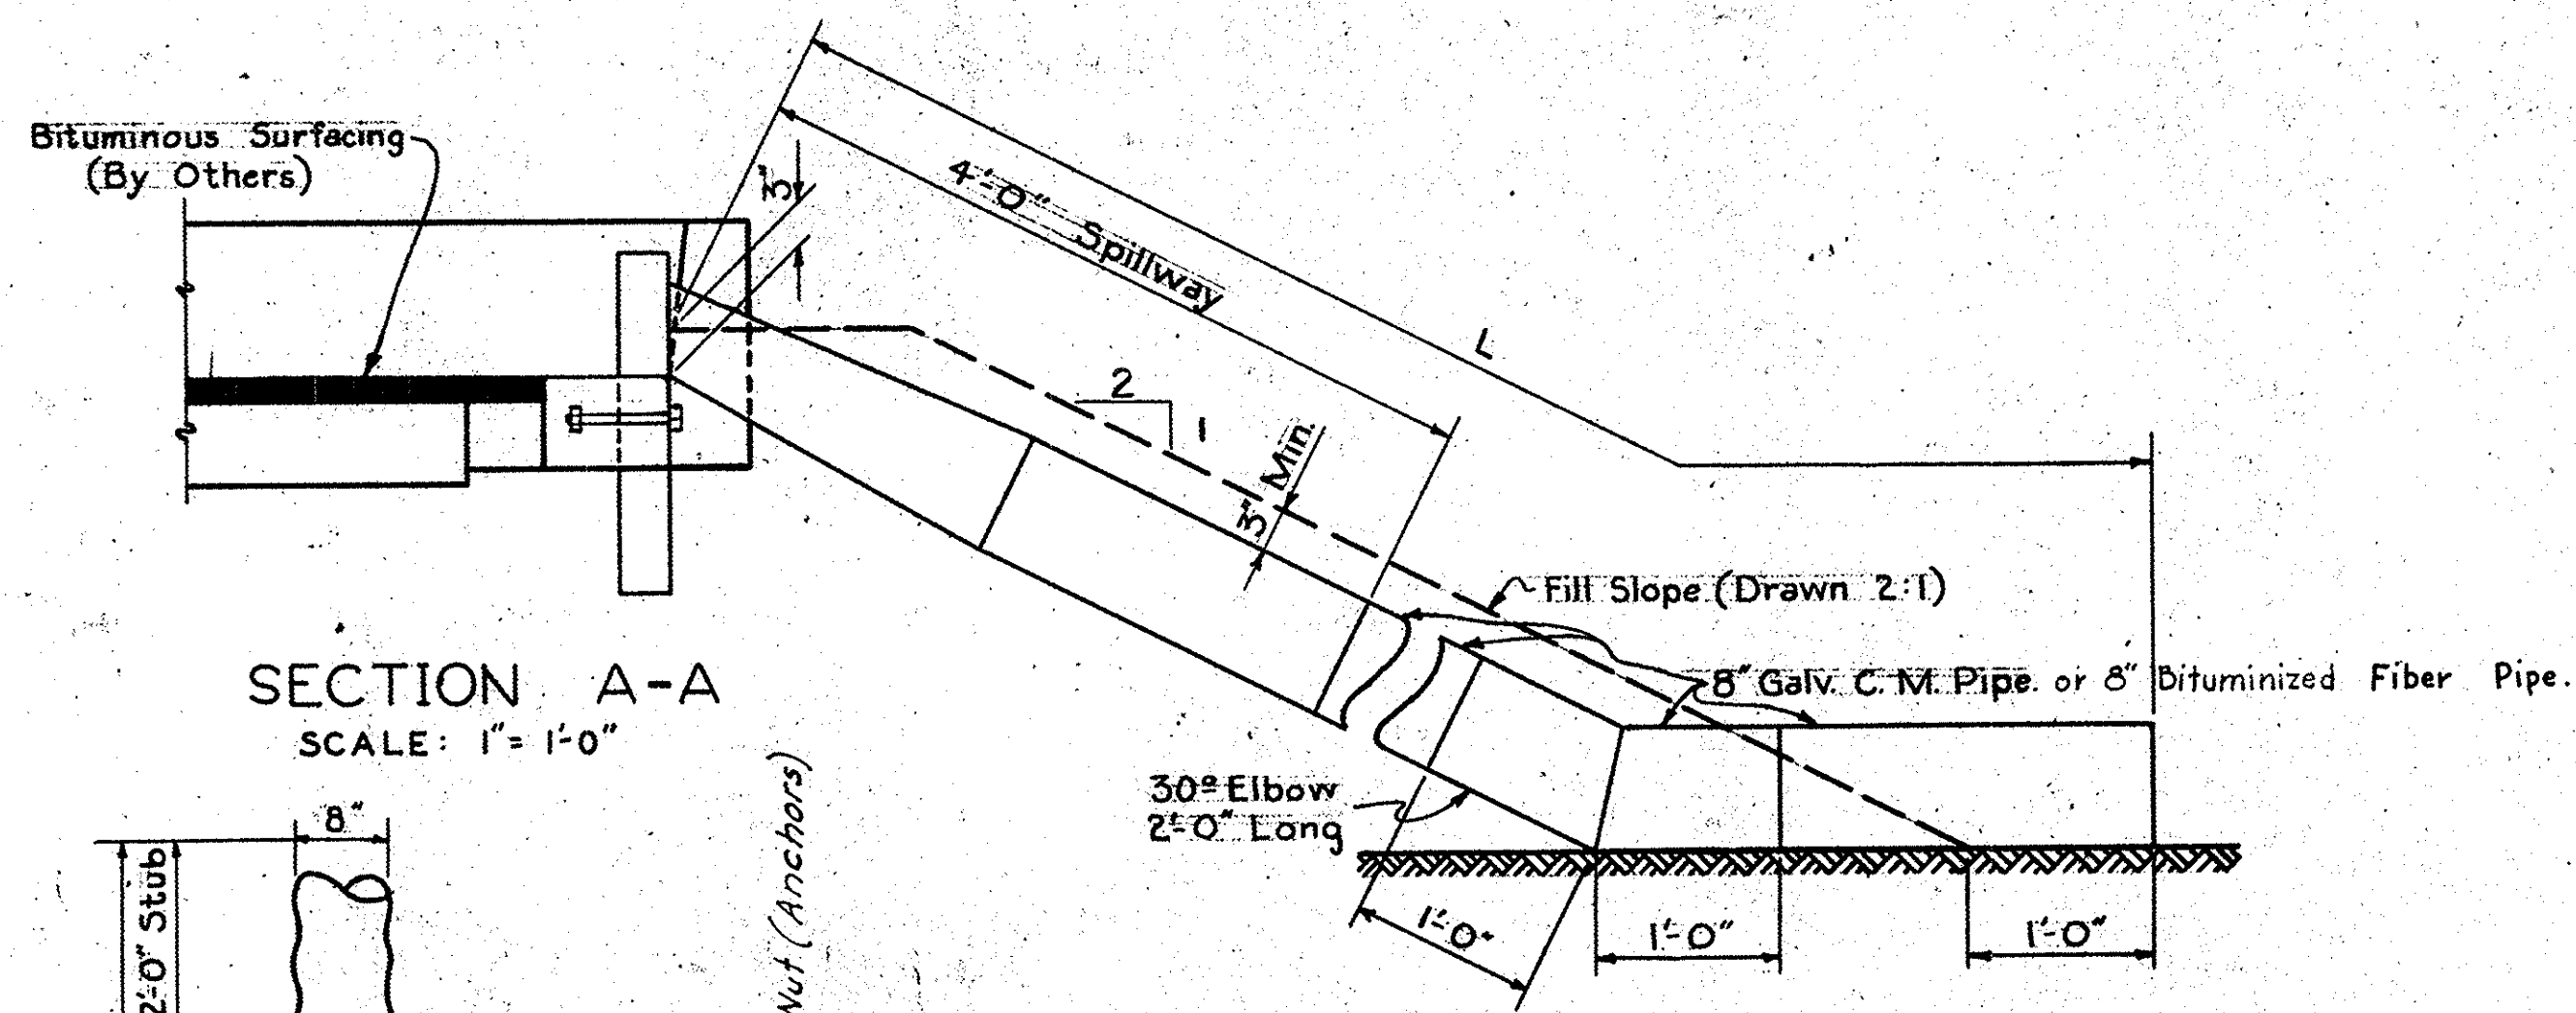 Bituminous Surfacing
(By Others)
3"
4'-0" Spillway
L
2
1
3" Min.
Fill Slope (Drawn 2:1)
8" Galv. C. M. Pipe. or 8" Bituminized Fiber Pipe.
SECTION A-A
SCALE: 1" = 1'-0"
30º Elbow
2'-0" Long
1'-0"
1'-0"
1'-0"
8"
2'-0" Stub
Nut (Anchors)